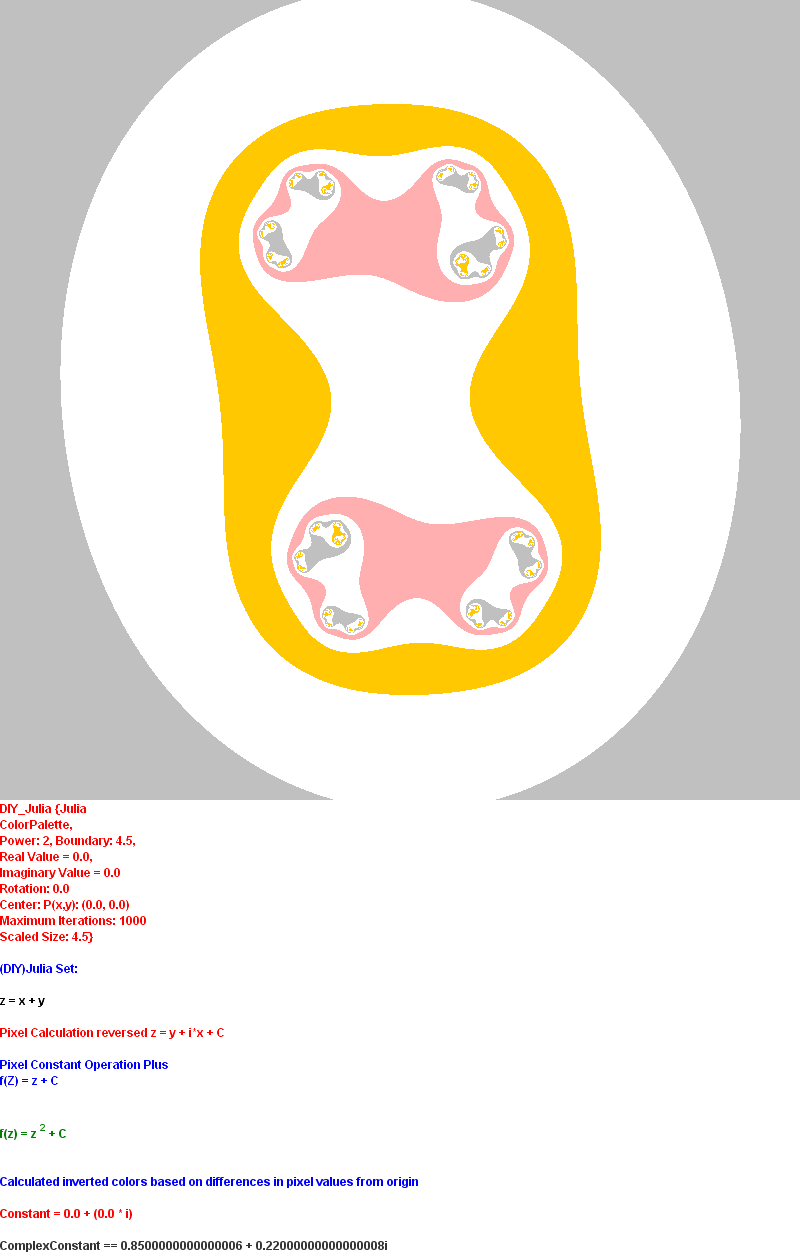 DIY_Julia {Julia
ColorPalette,
Power: 2, Boundary: 4.5,
Real Value = 0.0,
Imaginary Value = 0.0
Rotation: 0.0
Center: P(x,y): (0.0, 0.0)
Maximum Iterations: 1000
Scaled Size: 4.5}
(DIY)Julia Set:
z = x + y
Pixel Calculation reversed z = y + i*x + C
Pixel Constant Operation Plus
f(Z) = z + C
f(z) = z 2 + C
Calculated inverted colors based on differences in pixel values from origin
Constant = 0.0 + (0.0 * i)
ComplexConstant == 0.8500000000000006 + 0.22000000000000008i